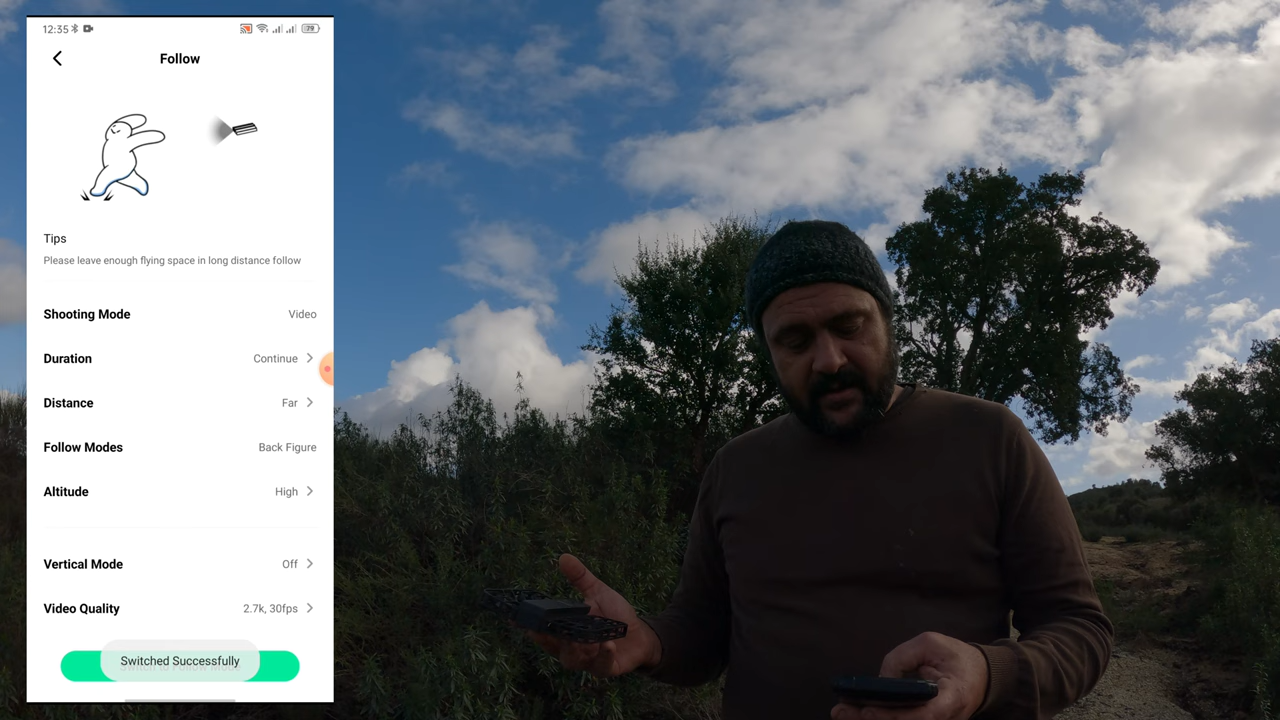 12:35
79
Follow
Tips
Please leave enough flying space in long distance follow
Shooting Mode Video
Duration Continue
Distance Far
Follow Modes Back Figure
Altitude High
Vertical Mode Off
Video Quality 2.7k, 30fps
Switched Successfully